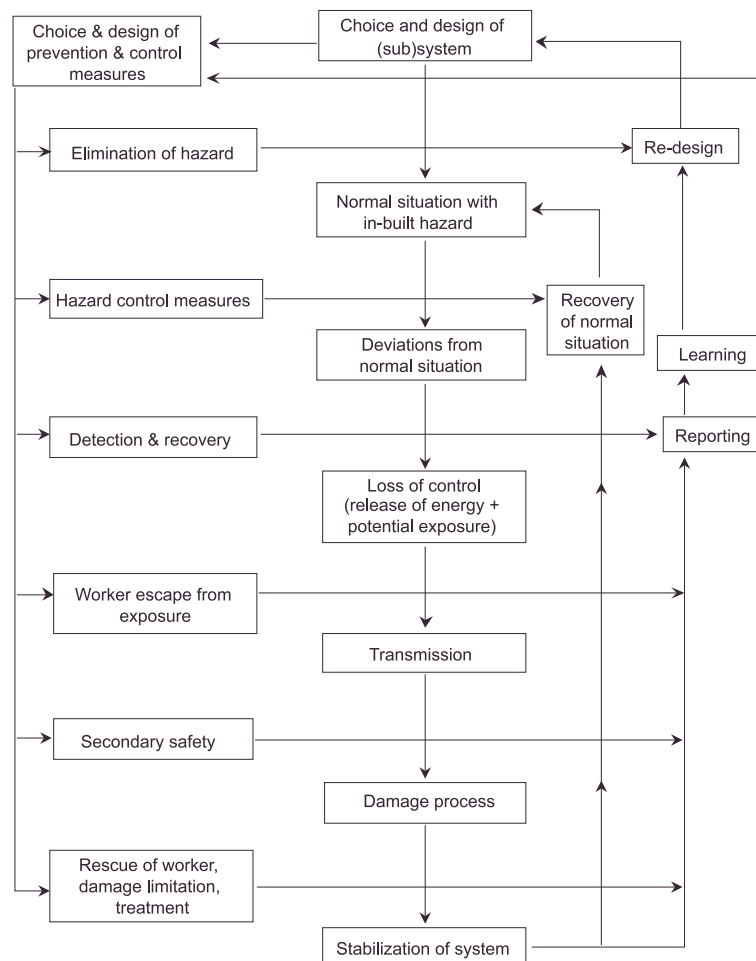 Choice & design of
prevention & control
measures
Choice and design of
(sub)system
Elimination of hazard
Re-design
Normal situation with
in-built hazard
Hazard control measures
Recovery
of normal
situation
Deviations from
normal situation
Learning
Detection & recovery
Reporting
Loss of control
(release of energy +
potential exposure)
Worker escape from
exposure
Transmission
Secondary safety
Damage process
Rescue of worker,
damage limitation,
treatment
Stabilization of system